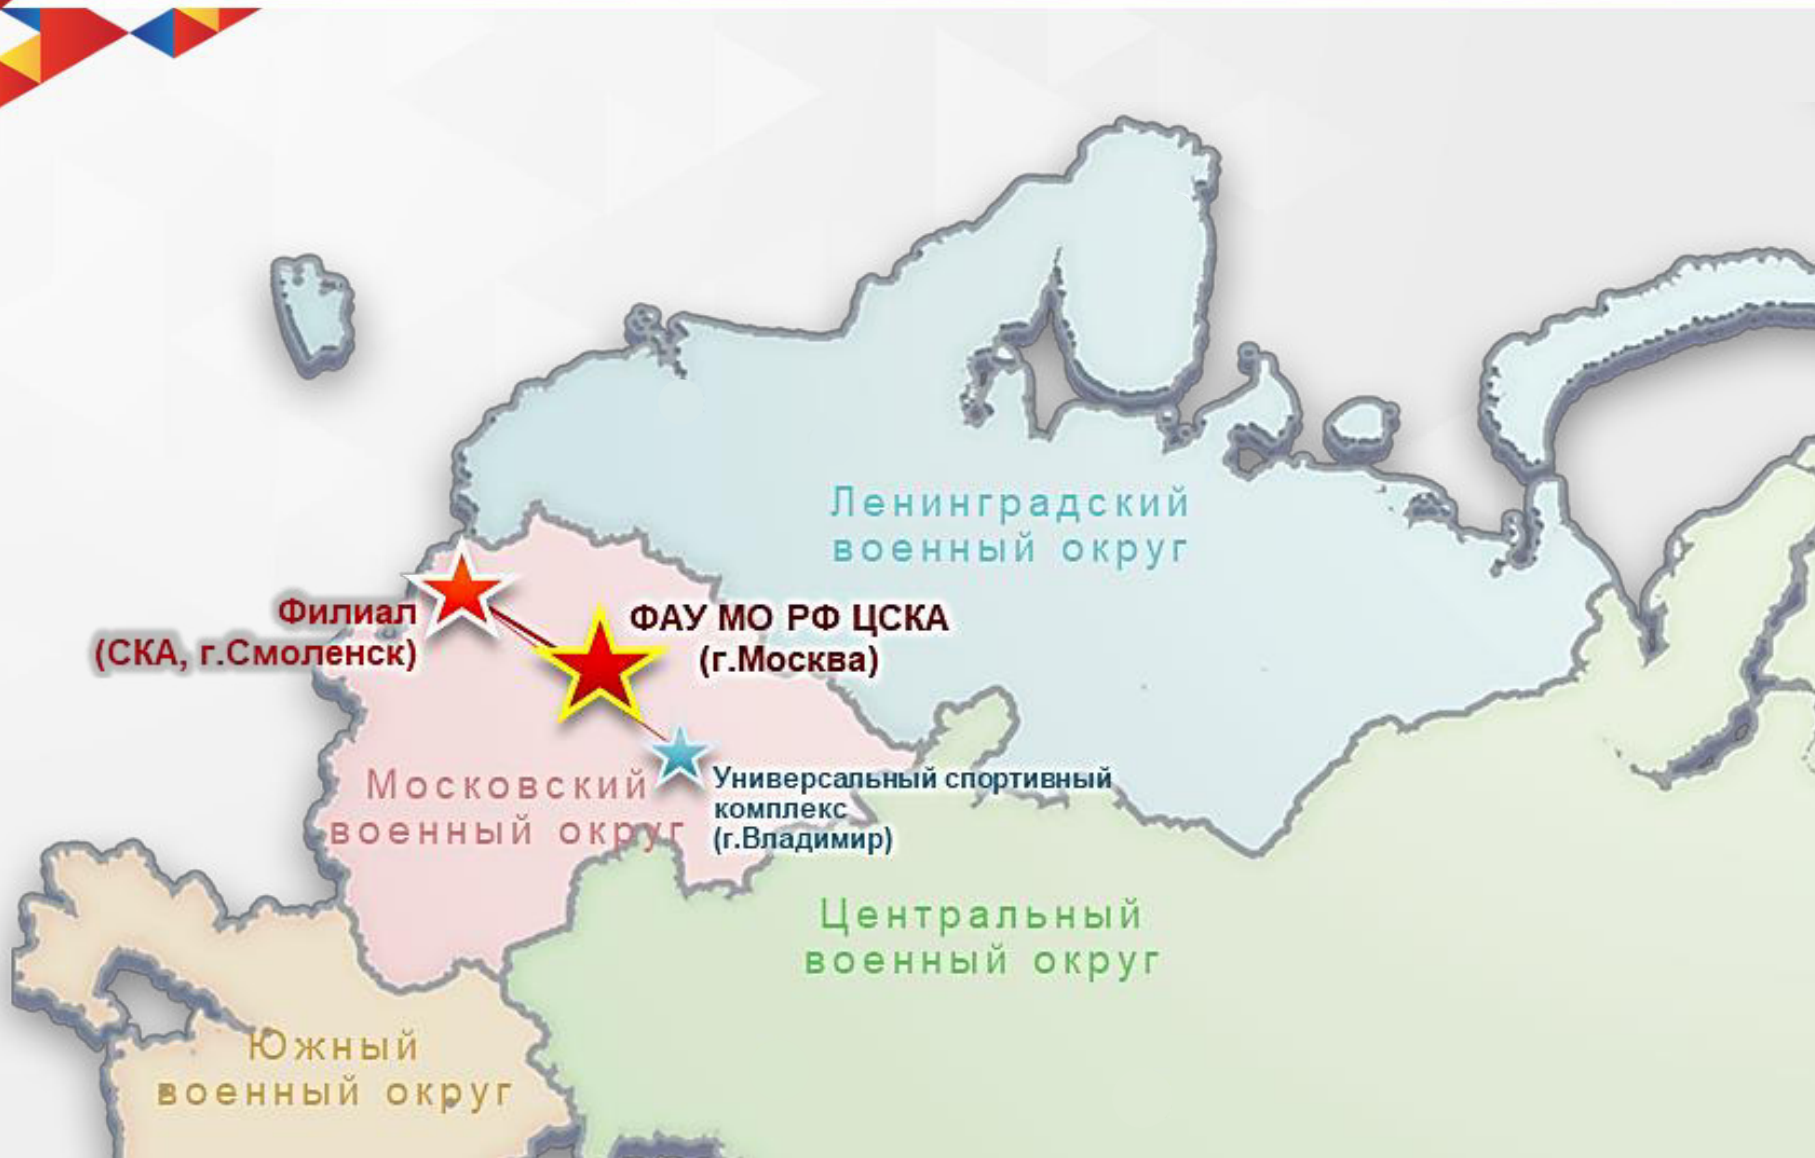 Ленинградский
военный округ
Филиал
(СКА, г.Смоленск)
ФАУ МО РФ ЦСКА
(г.Москва)
Московский
военный округ
Универсальный спортивный
комплекс
(г.Владимир)
Центральный
военный округ
Южный
военный округ